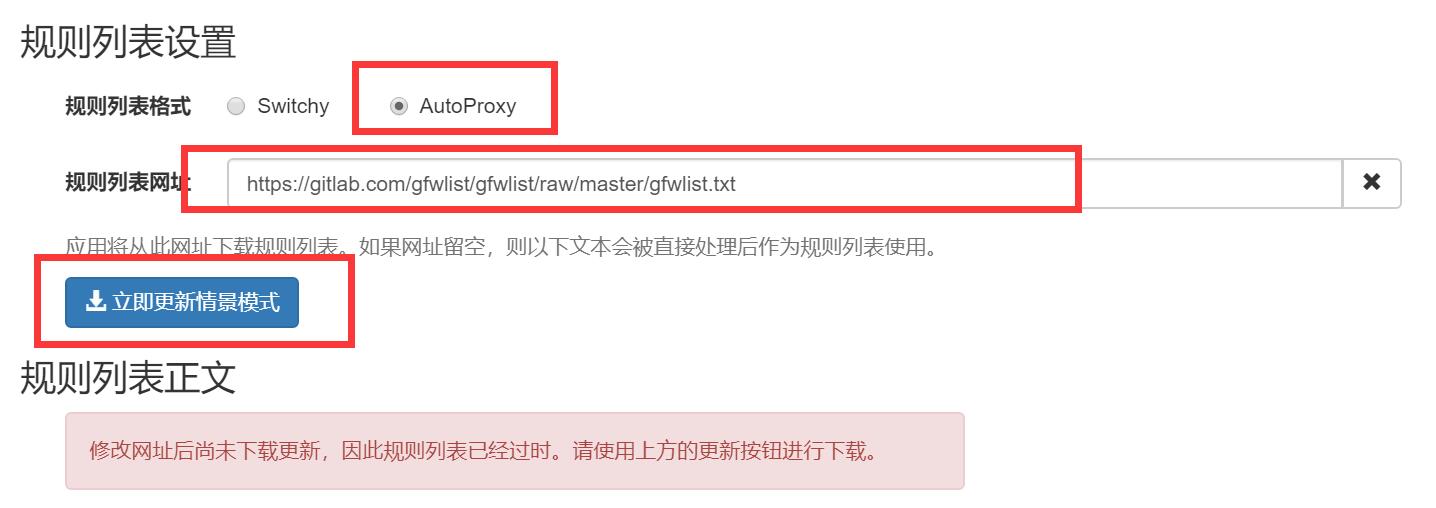 规则列表设置
规则列表格式 Switchy AutoProxy
规则列表网址 https://gitlab.com/gfwlist/gfwlist/raw/master/gfwlist.txt
应用将从此网址下载规则列表。如果网址留空，则以下文本会被直接处理后作为规则列表使用。
立即更新情景模式
规则列表正文
修改网址后尚未下载更新，因此规则列表已经过时。请使用上方的更新按钮进行下载。